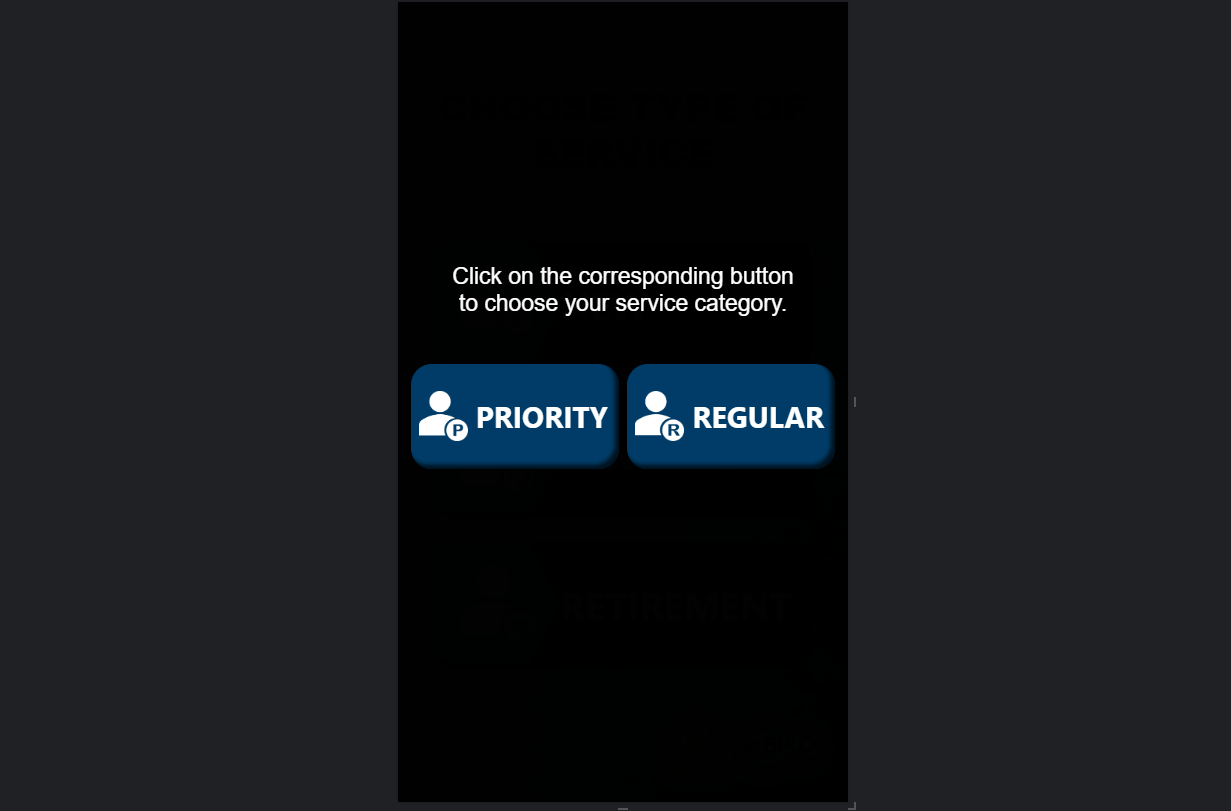 Click on the corresponding button
to choose your service category.
P PRIORITY
R REGULAR
RETIREMENT